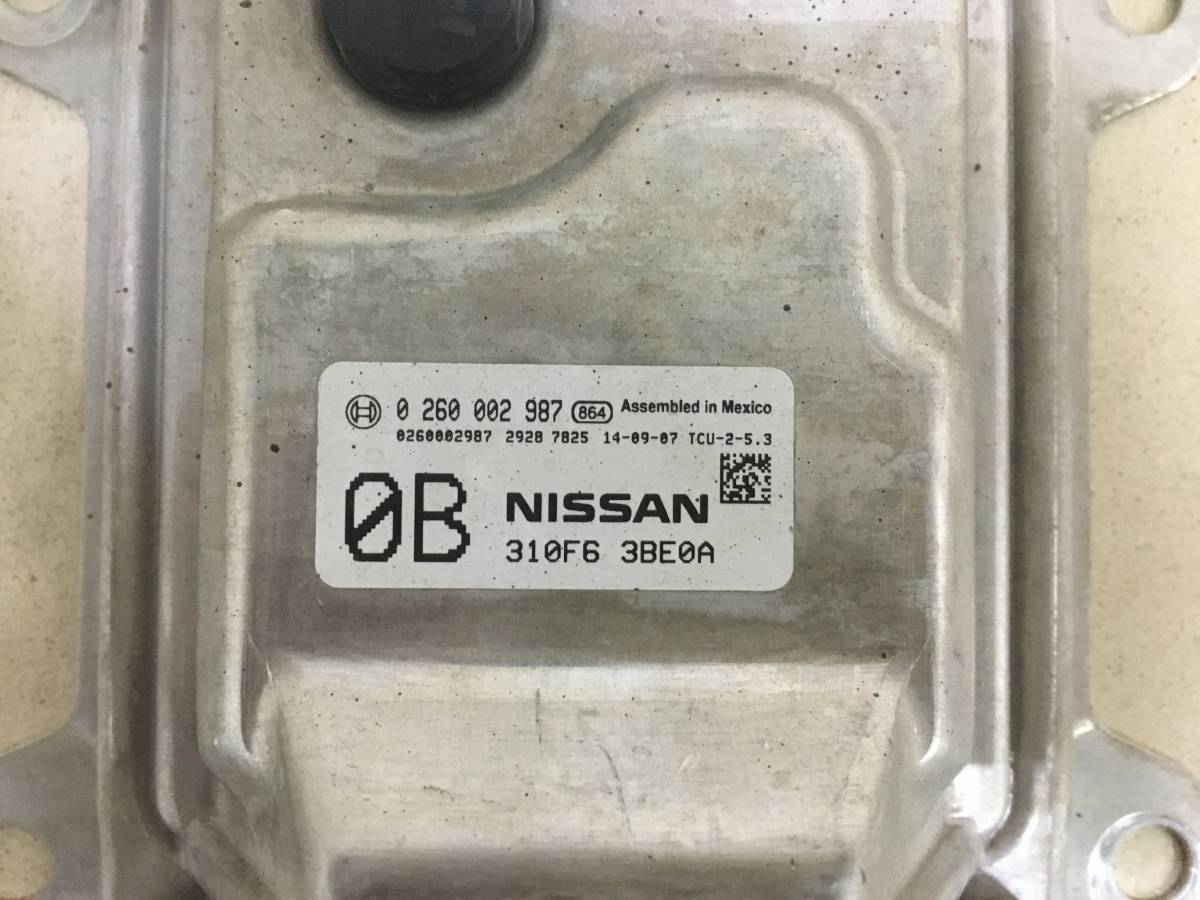 0 260 002 987 864 Assembled in Mexico
0260002987 2928 7825 14-09-07 TCU-2-5.3
0B NISSAN
310F6 3BE0A